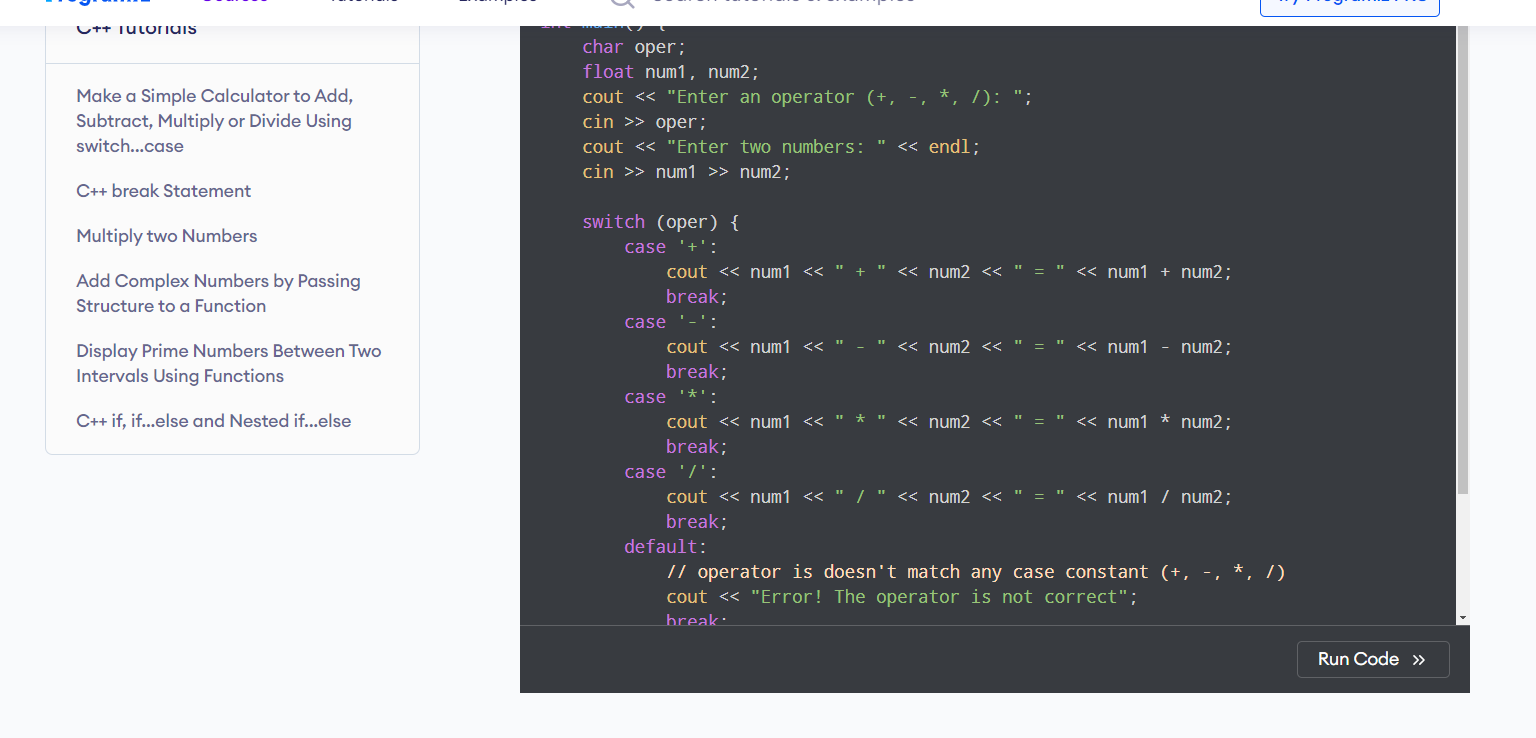 C++ Tutorials
Make a Simple Calculator to Add,
Subtract, Multiply or Divide Using
switch...case
C++ break Statement
Multiply two Numbers
Add Complex Numbers by Passing
Structure to a Function
Display Prime Numbers Between Two
Intervals Using Functions
C++ if, if...else and Nested if...else
int main() {
char oper;
float num1, num2;
cout << "Enter an operator (+, -, *, /): ";
cin >> oper;
cout << "Enter two numbers: " << endl;
cin >> num1 >> num2;
switch (oper) {
case '+':
cout << num1 << " + " << num2 << " = " << num1 + num2;
break;
case '-':
cout << num1 << " - " << num2 << " = " << num1 - num2;
break;
case '*':
cout << num1 << " * " << num2 << " = " << num1 * num2;
break;
case '/':
cout << num1 << " / " << num2 << " = " << num1 / num2;
break;
default:
// operator is doesn't match any case constant (+, -, *, /)
cout << "Error! The operator is not correct";
break;
Run Code »